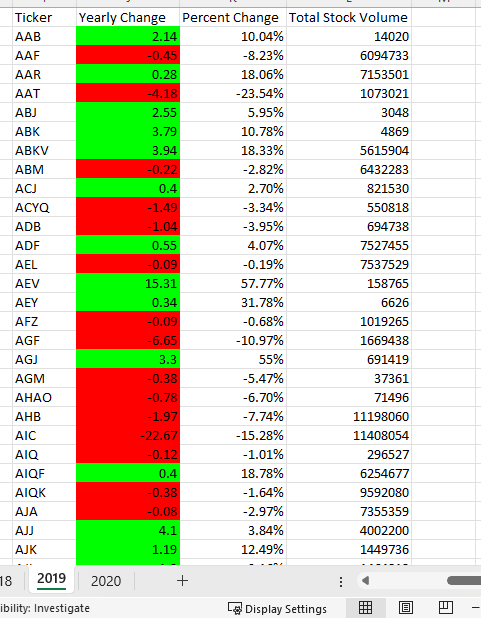 Ticker Yearly Change Percent Change Total Stock Volume
AAB 2.14 10.04% 14020
AAF -0.45 -8.23% 6094733
AAR 0.28 18.06% 7153501
AAT -4.18 -23.54% 1073021
ABJ 2.55 5.95% 3048
ABK 3.79 10.78% 4869
ABKV 3.94 18.33% 5615904
ABM -0.22 -2.82% 6432283
ACJ 0.4 2.70% 821530
ACYQ -1.49 -3.34% 550818
ADB -1.04 -3.95% 694738
ADF 0.55 4.07% 7527455
AEL -0.09 -0.19% 7537529
AEV 15.31 57.77% 158765
AEY 0.34 31.78% 6626
AFZ -0.09 -0.68% 1019265
AGF -6.65 -10.97% 1669438
AGJ 3.3 55% 691419
AGM -0.38 -5.47% 37361
AHAO -0.78 -6.70% 71496
AHB -1.97 -7.74% 11198060
AIC -22.67 -15.28% 11408054
AIQ -0.12 -1.01% 296527
AIQF 0.4 18.78% 6254677
AIQK -0.38 -1.64% 9592080
AJA -0.08 -2.97% 7355359
AJJ 4.1 3.84% 4002200
AJK 1.19 12.49% 1449736
18 2019 2020 +
ibility: Investigate Display Settings